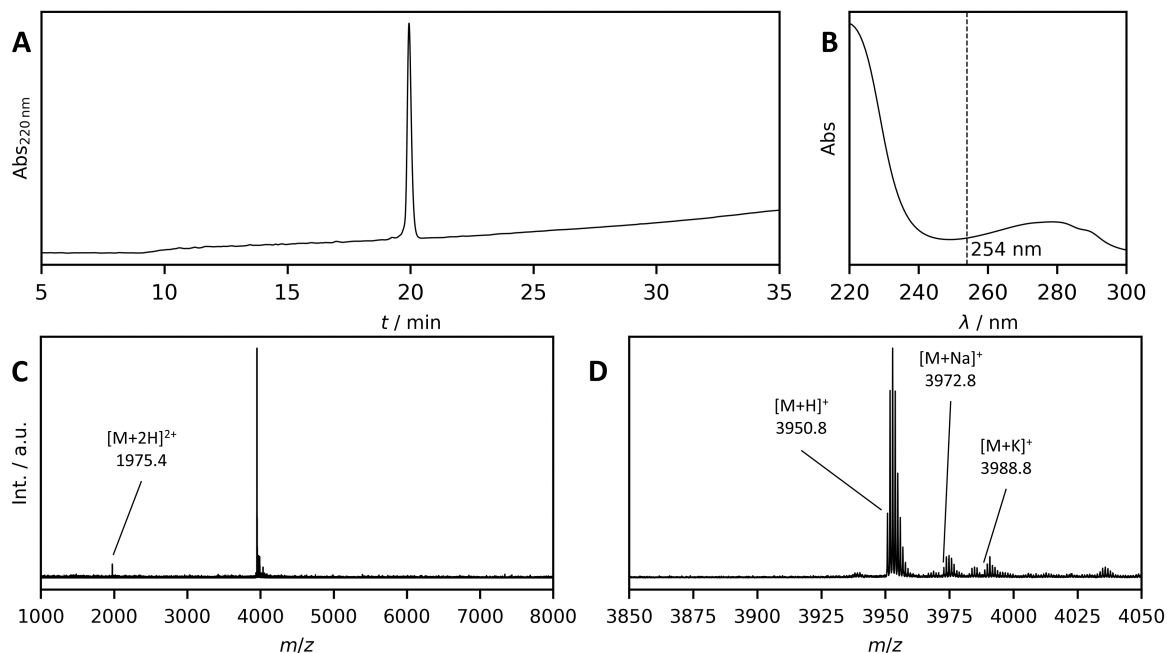 A
Abs220 nm
5 10 15 20 25 30 35
t / min
B
Abs
254 nm
220 240 260 280 300
λ / nm
C
Int. / a.u.
[M+2H]2+
1975.4
1000 2000 3000 4000 5000 6000 7000 8000
m/z
D
[M+H]+
3950.8
[M+Na]+
3972.8
[M+K]+
3988.8
3850 3875 3900 3925 3950 3975 4000 4025 4050
m/z